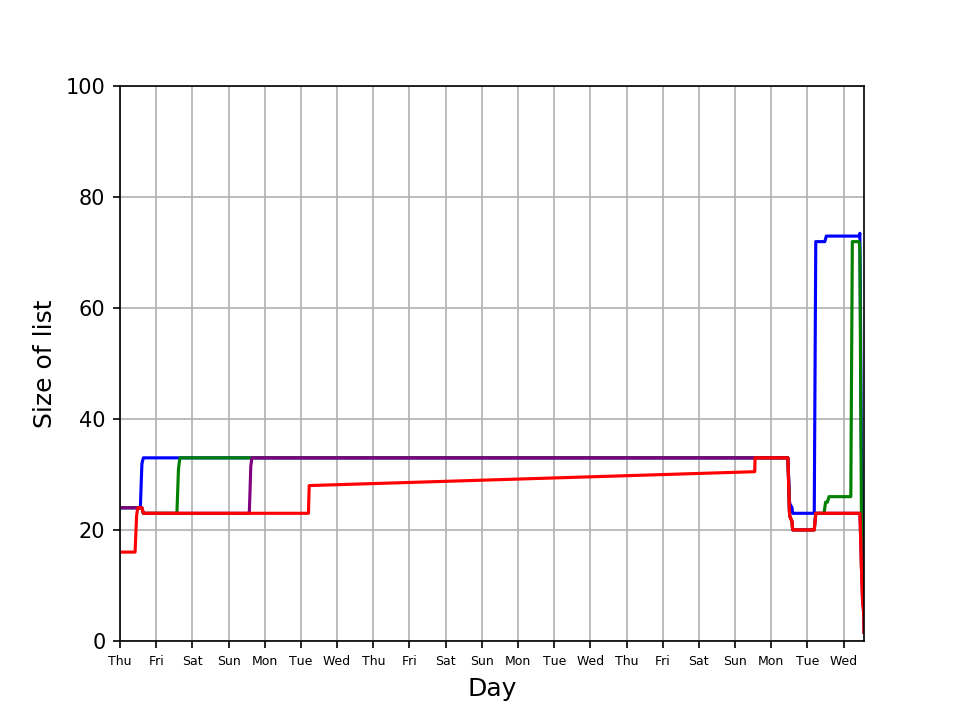 100
80
60
40
20
0
Size of list
Thu Fri Sat Sun Mon Tue Wed Thu Fri Sat Sun Mon Tue Wed Thu Fri Sat Sun Mon Tue Wed
Day